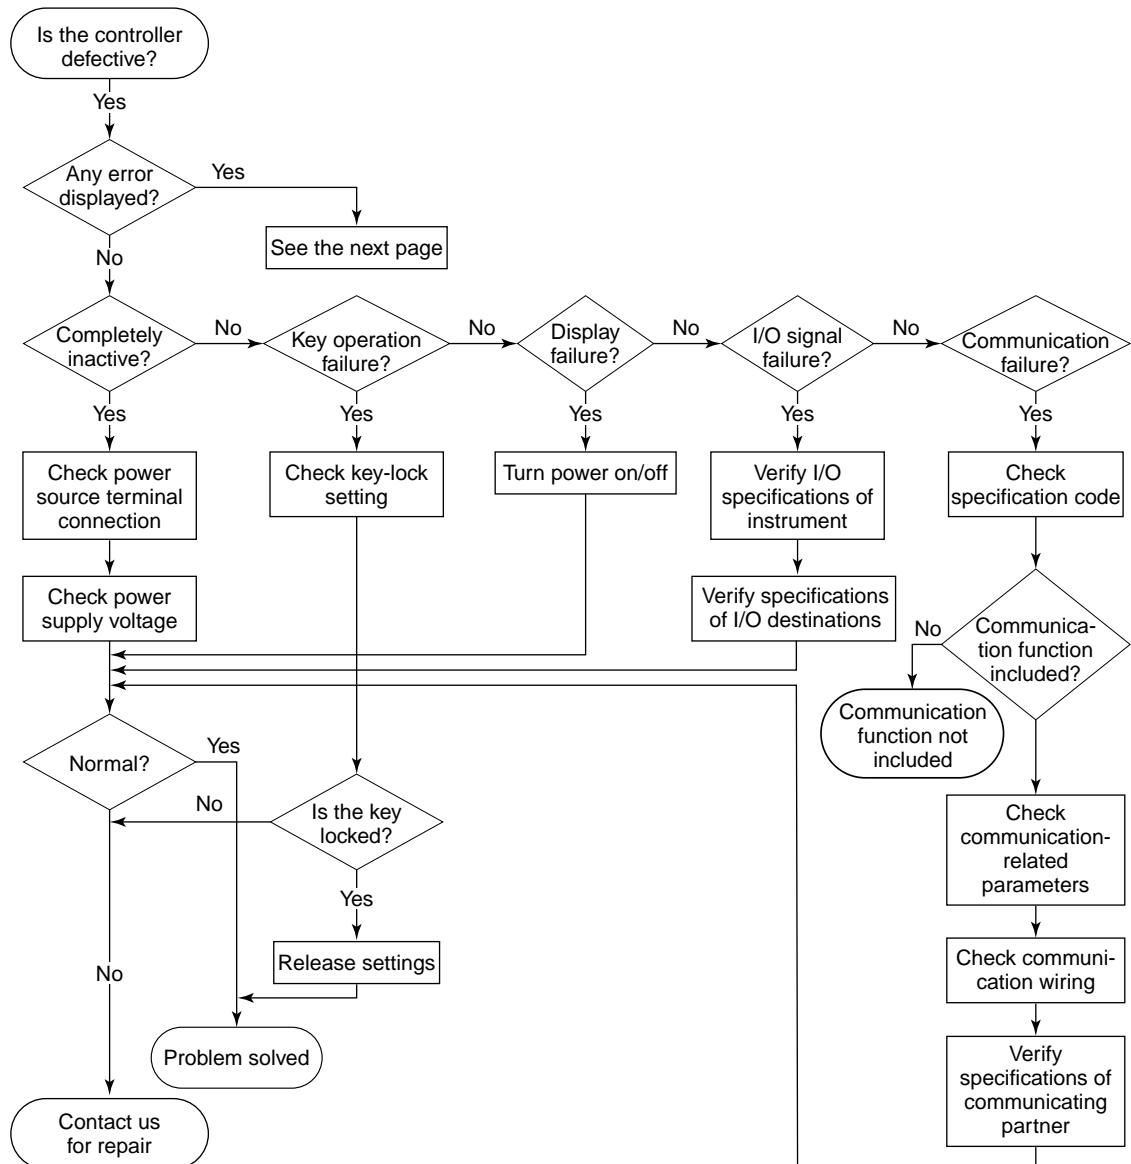 Is the controller
defective?
Yes
Any error
displayed?
Yes
See the next page
No
Completely
inactive?
No
Key operation
failure?
No
Display
failure?
No
I/O signal
failure?
No
Communication
failure?
Yes
Yes
Yes
Yes
Yes
Check power
source terminal
connection
Check key-lock
setting
Turn power on/off
Verify I/O
specifications of
instrument
Check
specification code
Check power
supply voltage
Verify specifications
of I/O destinations
No
Communica-
tion function
included?
Communication
function not
included
Normal?
Yes
No
Is the key
locked?
Check
communication-
related
parameters
Yes
Release settings
No
Check communi-
cation wiring
Problem solved
Verify
specifications of
communicating
partner
Contact us
for repair